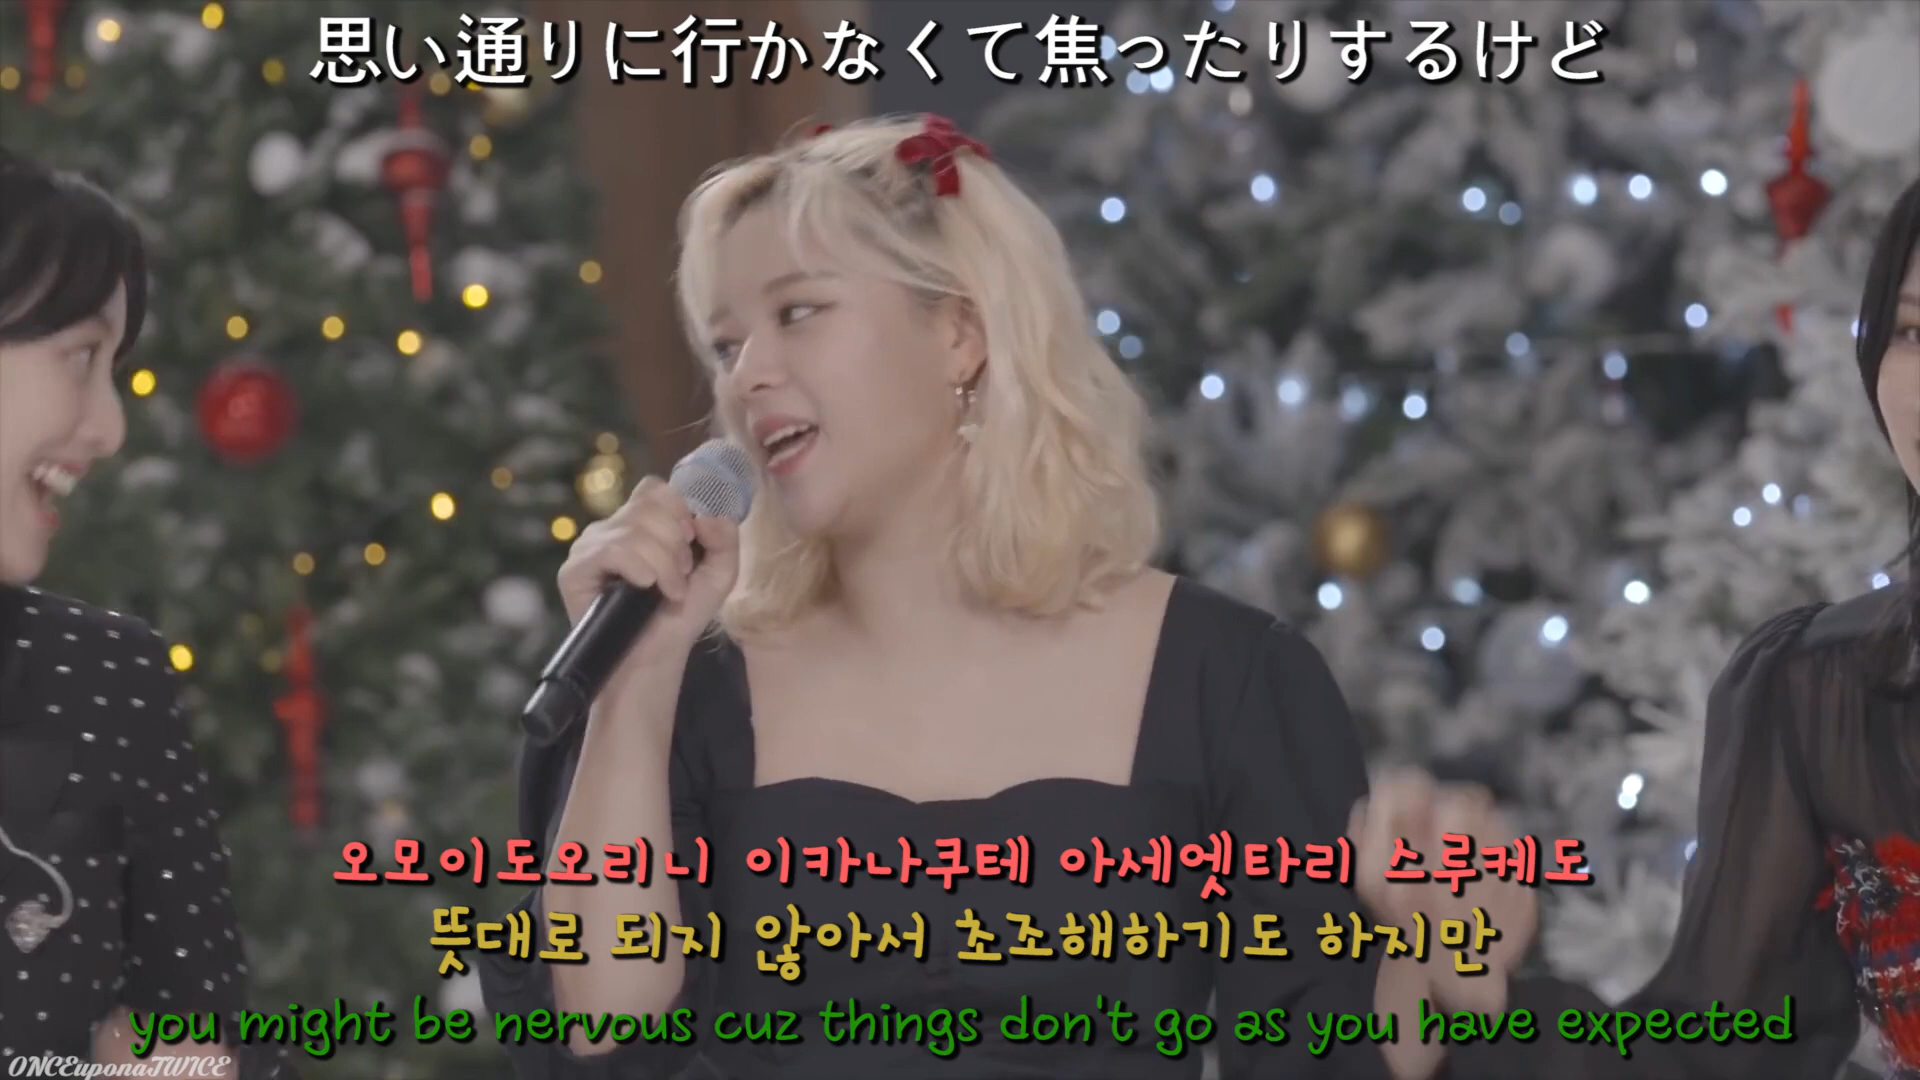 思い通りに行かなくて焦ったりするけど
오모이도오리니 이카나쿠테 아세엣타리 스루케도
뜻대로 되지 않아서 초조해하기도 하지만
you might be nervous cuz things don't go as you have expected
ONCEuponaTWICE